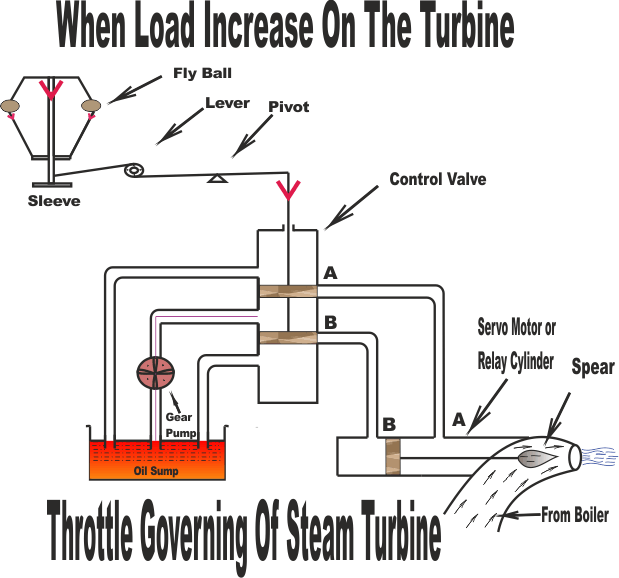 When Load Increase On The Turbine
Fly Ball
Lever
Pivot
Control Valve
Sleeve
A
B
Servo Motor or
Relay Cylinder
Spear
Gear
Pump
B
A
Oil Sump
From Boiler
Throttle Governing Of Steam Turbine